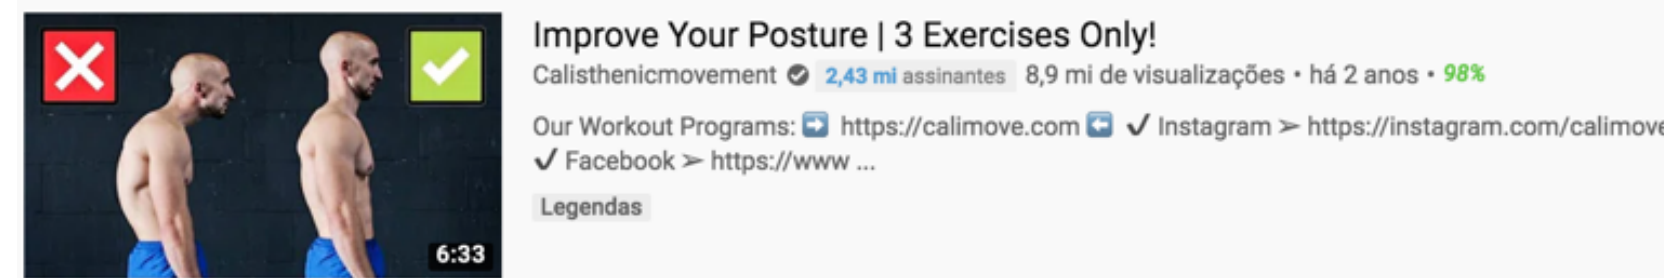 Improve Your Posture | 3 Exercises Only!
Calisthenicmovement 2,43 mi assinantes 8,9 mi de visualizações • há 2 anos • 98%
Our Workout Programs: ➡️ https://calimove.com ⬅️ ✔ Instagram ➢ https://instagram.com/calimove
✔ Facebook ➢ https://www ...
Legendas
6:33